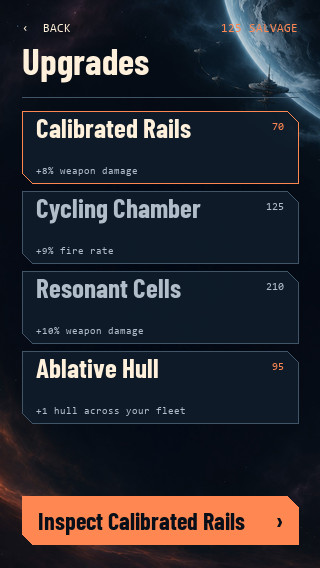 ‹ BACK
SALVAGE
Upgrades
Calibrated Rails
70
+8% weapon damage
Cycling Chamber
125
+9% fire rate
Resonant Cells
210
+10% weapon damage
Ablative Hull
95
+1 hull across your fleet
Inspect Calibrated Rails ›